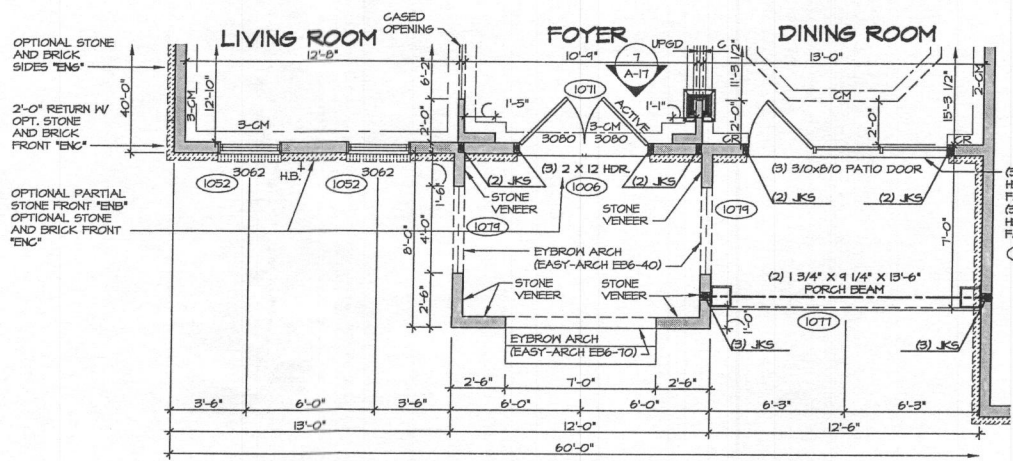 CASED
OPENING
LIVING ROOM
FOYER
DINING ROOM
12'-8"
10'-9"
13'-0"
UPGD
C
7
A-17
OPTIONAL STONE
AND BRICK
SIDES "ENG"
40'-0"
3-CM
12'-10"
6'-2"
11'-3 1/2"
CM
15'-3 1/2"
2-CM
2'-0" RETURN W/
OPT. STONE
AND BRICK
FRONT "ENC"
3-CM
2'-0"
1'-5"
1071
ACTIVE
1'-1"
3080
3-CM
3080
2'-0"
2'-0"
CR
CR
1052
3062
H.B.
1052
3062
(2) JKS
(3) 2 X 12 HDR.
1006
(2) JKS
(3) 3/0x8/0 PATIO DOOR
(2) JKS
(2) JKS
OPTIONAL PARTIAL
STONE FRONT "ENB"
OPTIONAL STONE
AND BRICK FRONT
"ENC"
1'-6"
STONE
VENEER
STONE
VENEER
1079
1079
8'-0"
4'-0"
7'-0"
EYBROW ARCH
(EASY-ARCH EB6-40)
(2) 1 3/4" X 9 1/4" X 13'-6"
PORCH BEAM
2'-6"
STONE
VENEER
STONE
VENEER
1'-0"
1077
EYBROW ARCH
(EASY-ARCH EB6-70)
(3) JKS
(3) JKS
2'-6"
7'-0"
2'-6"
3'-6"
6'-0"
3'-6"
6'-0"
6'-0"
6'-3"
6'-3"
13'-0"
12'-0"
12'-6"
60'-0"